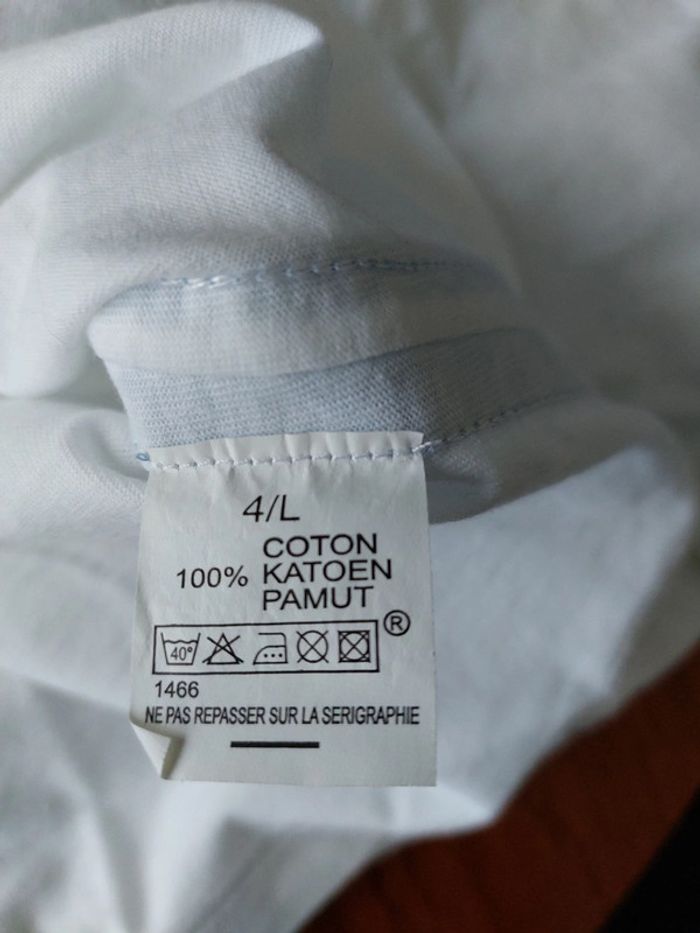 4/L
COTON
100% KATOEN
PAMUT
®
40°
1466
NE PAS REPASSER SUR LA SERIGRAPHIE